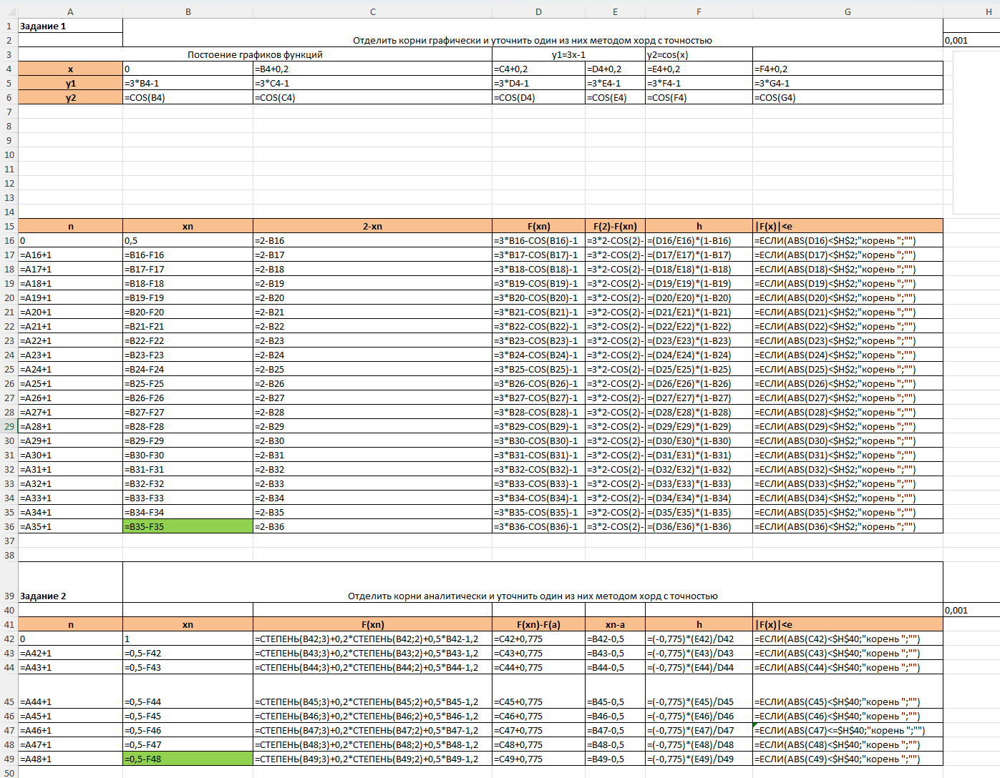 A B C D E F G H
1 Задание 1
2 Отделить корни графически и уточнить один из них методом хорд с точностью 0,001
3 Постоение графиков функций y1=3x-1 y2=cos(x)
4 x 0 =B4+0,2 =C4+0,2 =D4+0,2 =E4+0,2 =F4+0,2
5 y1 =3*B4-1 =3*C4-1 =3*D4-1 =3*E4-1 =3*F4-1 =3*G4-1
6 y2 =COS(B4) =COS(C4) =COS(D4) =COS(E4) =COS(F4) =COS(G4)
7
8
9
10
11
12
13
14
15 n xn 2-xn F(xn) F(2)-F(xn) h |F(x)|<e
16 0 0,5 =2-B16 =3*B16-COS(B16)-1 =3*2-COS(2)- =(D16/E16)*(1-B16) =ЕСЛИ(ABS(D16)<$H$2;"корень ";"")
17 =A16+1 =B16-F16 =2-B17 =3*B17-COS(B17)-1 =3*2-COS(2)- =(D17/E17)*(1-B17) =ЕСЛИ(ABS(D17)<$H$2;"корень ";"")
18 =A17+1 =B17-F17 =2-B18 =3*B18-COS(B18)-1 =3*2-COS(2)- =(D18/E18)*(1-B18) =ЕСЛИ(ABS(D18)<$H$2;"корень ";"")
19 =A18+1 =B18-F18 =2-B19 =3*B19-COS(B19)-1 =3*2-COS(2)- =(D19/E19)*(1-B19) =ЕСЛИ(ABS(D19)<$H$2;"корень ";"")
20 =A19+1 =B19-F19 =2-B20 =3*B20-COS(B20)-1 =3*2-COS(2)- =(D20/E20)*(1-B20) =ЕСЛИ(ABS(D20)<$H$2;"корень ";"")
21 =A20+1 =B20-F20 =2-B21 =3*B21-COS(B21)-1 =3*2-COS(2)- =(D21/E21)*(1-B21) =ЕСЛИ(ABS(D21)<$H$2;"корень ";"")
22 =A21+1 =B21-F21 =2-B22 =3*B22-COS(B22)-1 =3*2-COS(2)- =(D22/E22)*(1-B22) =ЕСЛИ(ABS(D22)<$H$2;"корень ";"")
23 =A22+1 =B22-F22 =2-B23 =3*B23-COS(B23)-1 =3*2-COS(2)- =(D23/E23)*(1-B23) =ЕСЛИ(ABS(D23)<$H$2;"корень ";"")
24 =A23+1 =B23-F23 =2-B24 =3*B24-COS(B24)-1 =3*2-COS(2)- =(D24/E24)*(1-B24) =ЕСЛИ(ABS(D24)<$H$2;"корень ";"")
25 =A24+1 =B24-F24 =2-B25 =3*B25-COS(B25)-1 =3*2-COS(2)- =(D25/E25)*(1-B25) =ЕСЛИ(ABS(D25)<$H$2;"корень ";"")
26 =A25+1 =B25-F25 =2-B26 =3*B26-COS(B26)-1 =3*2-COS(2)- =(D26/E26)*(1-B26) =ЕСЛИ(ABS(D26)<$H$2;"корень ";"")
27 =A26+1 =B26-F26 =2-B27 =3*B27-COS(B27)-1 =3*2-COS(2)- =(D27/E27)*(1-B27) =ЕСЛИ(ABS(D27)<$H$2;"корень ";"")
28 =A27+1 =B27-F27 =2-B28 =3*B28-COS(B28)-1 =3*2-COS(2)- =(D28/E28)*(1-B28) =ЕСЛИ(ABS(D28)<$H$2;"корень ";"")
29 =A28+1 =B28-F28 =2-B29 =3*B29-COS(B29)-1 =3*2-COS(2)- =(D29/E29)*(1-B29) =ЕСЛИ(ABS(D29)<$H$2;"корень ";"")
30 =A29+1 =B29-F29 =2-B30 =3*B30-COS(B30)-1 =3*2-COS(2)- =(D30/E30)*(1-B30) =ЕСЛИ(ABS(D30)<$H$2;"корень ";"")
31 =A30+1 =B30-F30 =2-B31 =3*B31-COS(B31)-1 =3*2-COS(2)- =(D31/E31)*(1-B31) =ЕСЛИ(ABS(D31)<$H$2;"корень ";"")
32 =A31+1 =B31-F31 =2-B32 =3*B32-COS(B32)-1 =3*2-COS(2)- =(D32/E32)*(1-B32) =ЕСЛИ(ABS(D32)<$H$2;"корень ";"")
33 =A32+1 =B32-F32 =2-B33 =3*B33-COS(B33)-1 =3*2-COS(2)- =(D33/E33)*(1-B33) =ЕСЛИ(ABS(D33)<$H$2;"корень ";"")
34 =A33+1 =B33-F33 =2-B34 =3*B34-COS(B34)-1 =3*2-COS(2)- =(D34/E34)*(1-B34) =ЕСЛИ(ABS(D34)<$H$2;"корень ";"")
35 =A34+1 =B34-F34 =2-B35 =3*B35-COS(B35)-1 =3*2-COS(2)- =(D35/E35)*(1-B35) =ЕСЛИ(ABS(D35)<$H$2;"корень ";"")
36 =A35+1 =B35-F35 =2-B36 =3*B36-COS(B36)-1 =3*2-COS(2)- =(D36/E36)*(1-B36) =ЕСЛИ(ABS(D36)<$H$2;"корень ";"")
37
38
39 Задание 2 Отделить корни аналитически и уточнить один из них методом хорд с точностью
40 0,001
41 n xn F(xn) F(xn)-F(a) xn-a h |F(x)|<e
42 0 1 =СТЕПЕНЬ(B42;3)+0,2*СТЕПЕНЬ(B42;2)+0,5*B42-1,2 =C42+0,775 =B42-0,5 =(-0,775)*(E42)/D42 =ЕСЛИ(ABS(C42)<$H$40;"корень ";"")
43 =A42+1 =0,5-F42 =СТЕПЕНЬ(B43;3)+0,2*СТЕПЕНЬ(B43;2)+0,5*B43-1,2 =C43+0,775 =B43-0,5 =(-0,775)*(E43)/D43 =ЕСЛИ(ABS(C43)<$H$40;"корень ";"")
44 =A43+1 =0,5-F43 =СТЕПЕНЬ(B44;3)+0,2*СТЕПЕНЬ(B44;2)+0,5*B44-1,2 =C44+0,775 =B44-0,5 =(-0,775)*(E44)/D44 =ЕСЛИ(ABS(C44)<$H$40;"корень ";"")
45 =A44+1 =0,5-F44 =СТЕПЕНЬ(B45;3)+0,2*СТЕПЕНЬ(B45;2)+0,5*B45-1,2 =C45+0,775 =B45-0,5 =(-0,775)*(E45)/D45 =ЕСЛИ(ABS(C45)<$H$40;"корень ";"")
46 =A45+1 =0,5-F45 =СТЕПЕНЬ(B46;3)+0,2*СТЕПЕНЬ(B46;2)+0,5*B46-1,2 =C46+0,775 =B46-0,5 =(-0,775)*(E46)/D46 =ЕСЛИ(ABS(C46)<$H$40;"корень ";"")
47 =A46+1 =0,5-F46 =СТЕПЕНЬ(B47;3)+0,2*СТЕПЕНЬ(B47;2)+0,5*B47-1,2 =C47+0,775 =B47-0,5 =(-0,775)*(E47)/D47 =ЕСЛИ(ABS(C47)<=$H$40;"корень ";"")
48 =A47+1 =0,5-F47 =СТЕПЕНЬ(B48;3)+0,2*СТЕПЕНЬ(B48;2)+0,5*B48-1,2 =C48+0,775 =B48-0,5 =(-0,775)*(E48)/D48 =ЕСЛИ(ABS(C48)<$H$40;"корень ";"")
49 =A48+1 =0,5-F48 =СТЕПЕНЬ(B49;3)+0,2*СТЕПЕНЬ(B49;2)+0,5*B49-1,2 =C49+0,775 =B49-0,5 =(-0,775)*(E49)/D49 =ЕСЛИ(ABS(C49)<$H$40;"корень ";"")
50